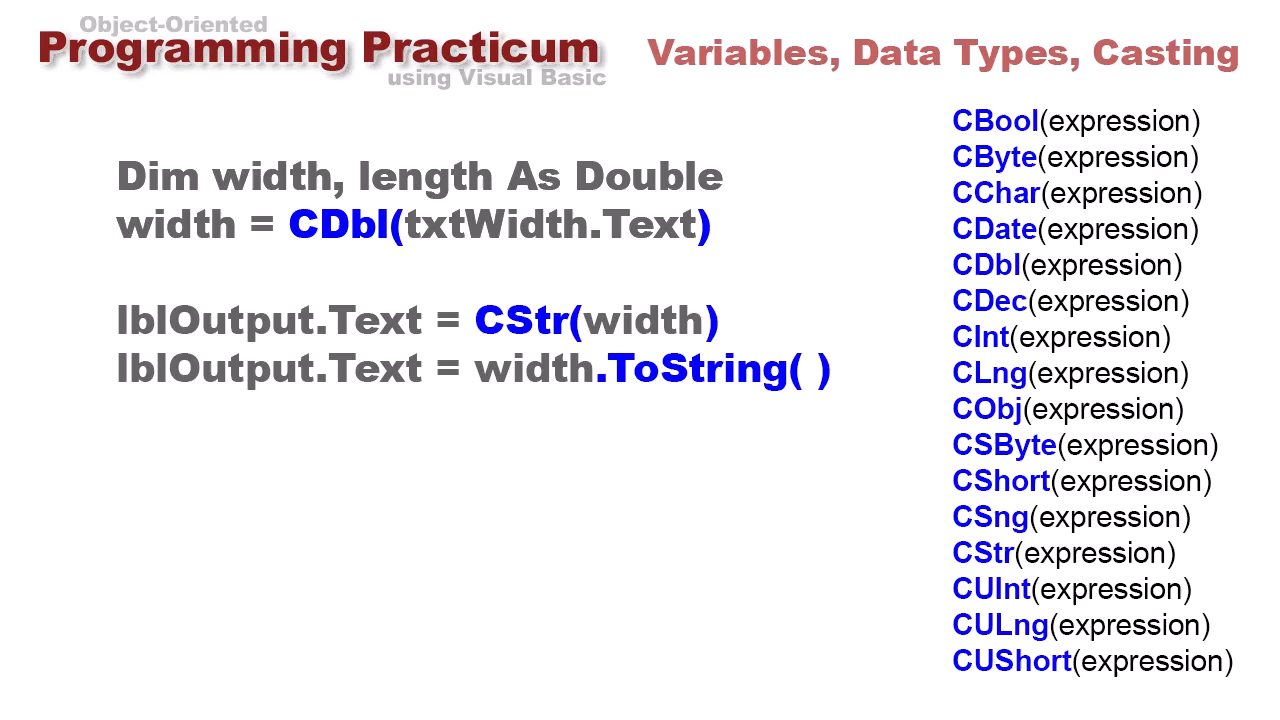 Object-Oriented
Programming Practicum
using Visual Basic
Variables, Data Types, Casting
Dim width, length As Double
width = CDbl(txtWidth.Text)
lblOutput.Text = CStr(width)
lblOutput.Text = width.ToString( )
CBool(expression)
CByte(expression)
CChar(expression)
CDate(expression)
CDbl(expression)
CDec(expression)
CInt(expression)
CLng(expression)
CObj(expression)
CSByte(expression)
CShort(expression)
CSng(expression)
CStr(expression)
CUInt(expression)
CULng(expression)
CUShort(expression)